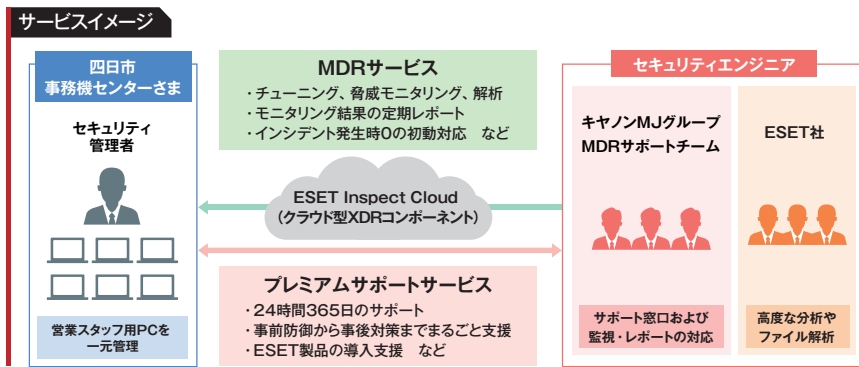 サービスイメージ
四日市
事務機センターさま
セキュリティ
管理者
営業スタッフ用PCを
一元管理
MDRサービス
・チューニング、脅威モニタリング、解析
・モニタリング結果の定期レポート
・インシデント発生時0の初動対応　など
ESET Inspect Cloud
（クラウド型XDRコンポーネント）
プレミアムサポートサービス
・24時間365日のサポート
・事前防御から事後対策までまるごと支援
・ESET製品の導入支援　など
セキュリティエンジニア
キヤノンMJグループ
MDRサポートチーム
サポート窓口および
監視・レポートの対応
ESET社
高度な分析や
ファイル解析